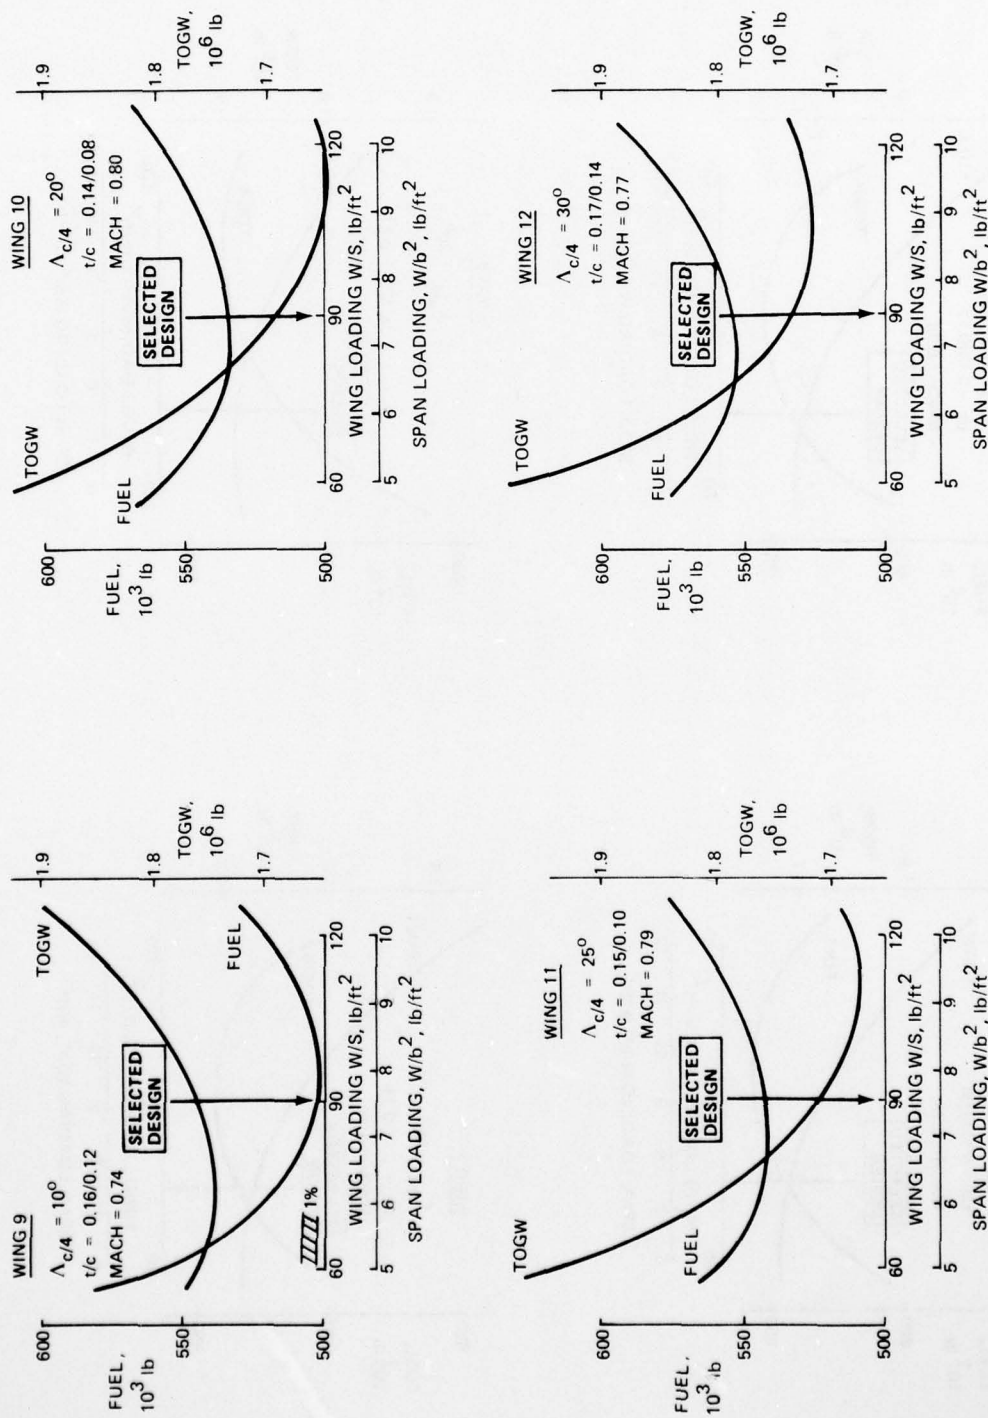 WING 9
Λc/4 = 10°
t/c = 0.16/0.12
MACH = 0.74
FUEL,
10³ lb
600
550
500
SELECTED
DESIGN
TOGW
FUEL
1%
1.9
1.8
1.7
TOGW,
10⁶ lb
60
90
120
WING LOADING W/S, lb/ft²
5
6
7
8
9
10
SPAN LOADING, W/b², lb/ft²
WING 10
Λc/4 = 20°
t/c = 0.14/0.08
MACH = 0.80
FUEL,
10³ lb
600
550
500
TOGW
FUEL
SELECTED
DESIGN
1.9
1.8
1.7
TOGW,
10⁶ lb
60
90
120
WING LOADING W/S, lb/ft²
5
6
7
8
9
10
SPAN LOADING, W/b², lb/ft²
WING 11
Λc/4 = 25°
t/c = 0.15/0.10
MACH = 0.79
FUEL,
10³ lb
600
550
500
TOGW
FUEL
SELECTED
DESIGN
1.9
1.8
1.7
TOGW,
10⁶ lb
60
90
120
WING LOADING W/S, lb/ft²
5
6
7
8
9
10
SPAN LOADING, W/b², lb/ft²
WING 12
Λc/4 = 30°
t/c = 0.17/0.14
MACH = 0.77
FUEL,
10³ lb
600
550
500
TOGW
FUEL
SELECTED
DESIGN
1.9
1.8
1.7
TOGW,
10⁶ lb
60
90
120
WING LOADING W/S, lb/ft²
5
6
7
8
9
10
SPAN LOADING W/b², lb/ft²